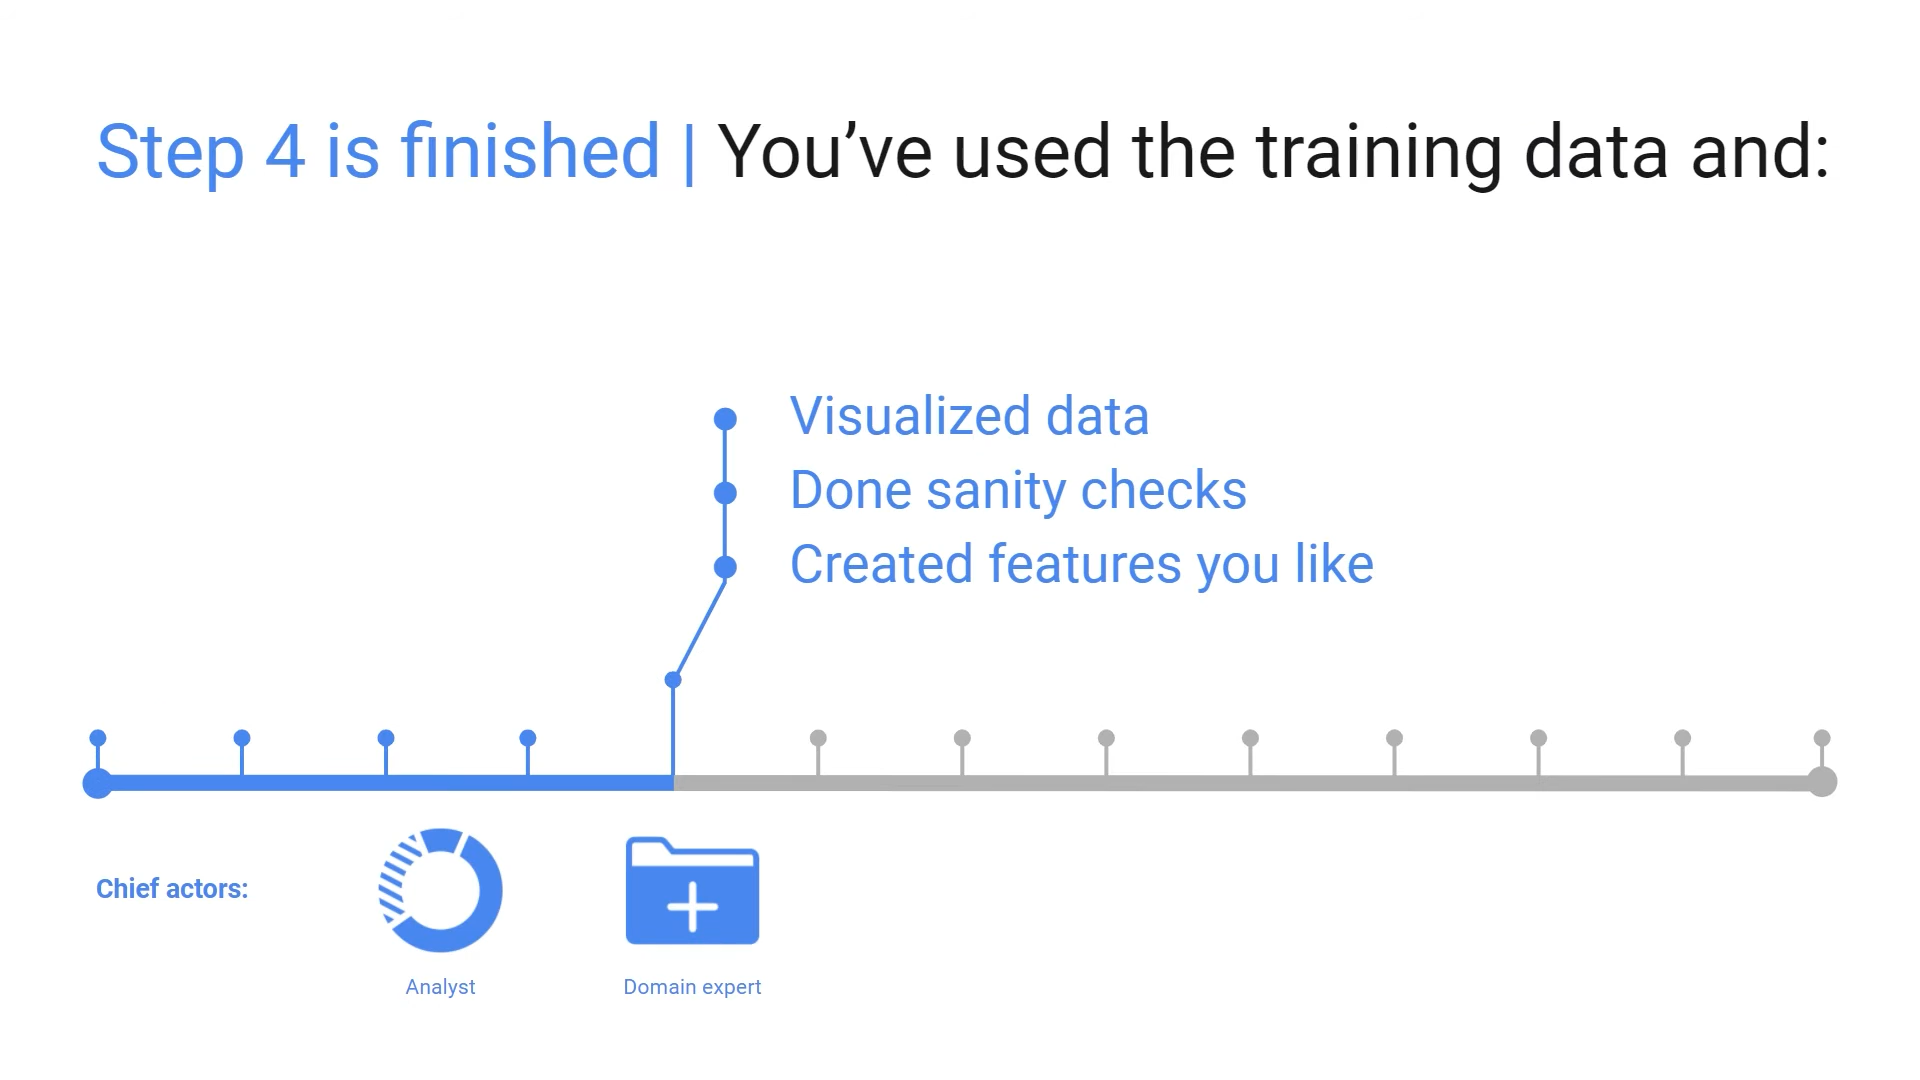 Step 4 is finished | You’ve used the training data and:
Visualized data
Done sanity checks
Created features you like
Chief actors:
Analyst
Domain expert